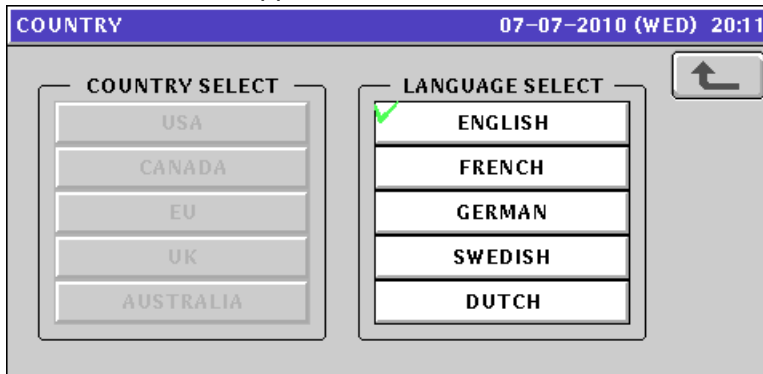 COUNTRY 07-07-2010 (WED) 20:11
COUNTRY SELECT
USA
CANADA
EU
UK
AUSTRALIA
LANGUAGE SELECT
ENGLISH
FRENCH
GERMAN
SWEDISH
DUTCH